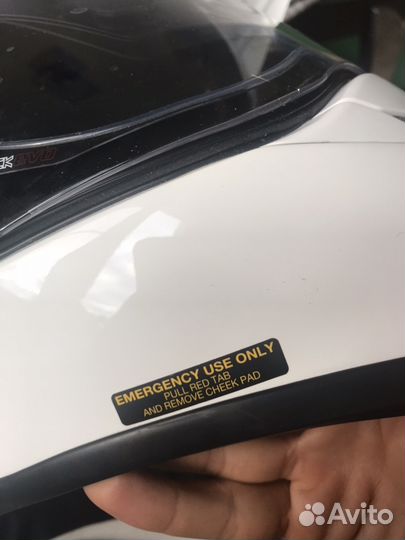 EMERGENCY USE ONLY
PULL RED TAB
AND REMOVE CHEEK PAD
Avito